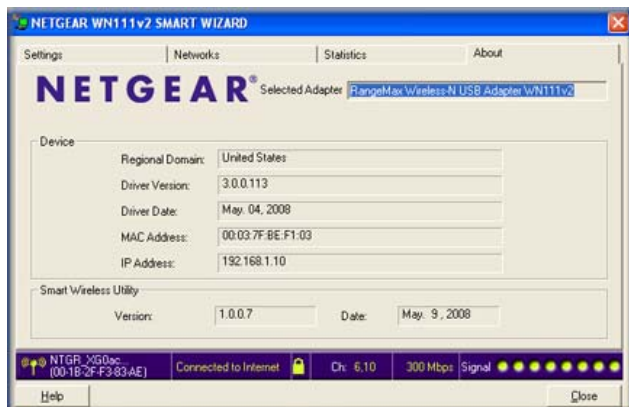 NETGEAR WN111v2 SMART WIZARD
Settings Networks Statistics About
NETGEAR® Selected Adapter RangeMax Wireless-N USB Adapter WN111v2
Device
Regional Domain: United States
Driver Version: 3.0.0.113
Driver Date: May. 04, 2008
MAC Address: 00:03:7F:BE:F1:03
IP Address: 192.168.1.10
Smart Wireless Utility
Version: 1.0.0.7 Date: May. 9 , 2008
NTGR_XG0ac... Connected to Internet Ch: 6,10 300 Mbps Signal
(00-1B-2F-F3-83-AE)
Help Close